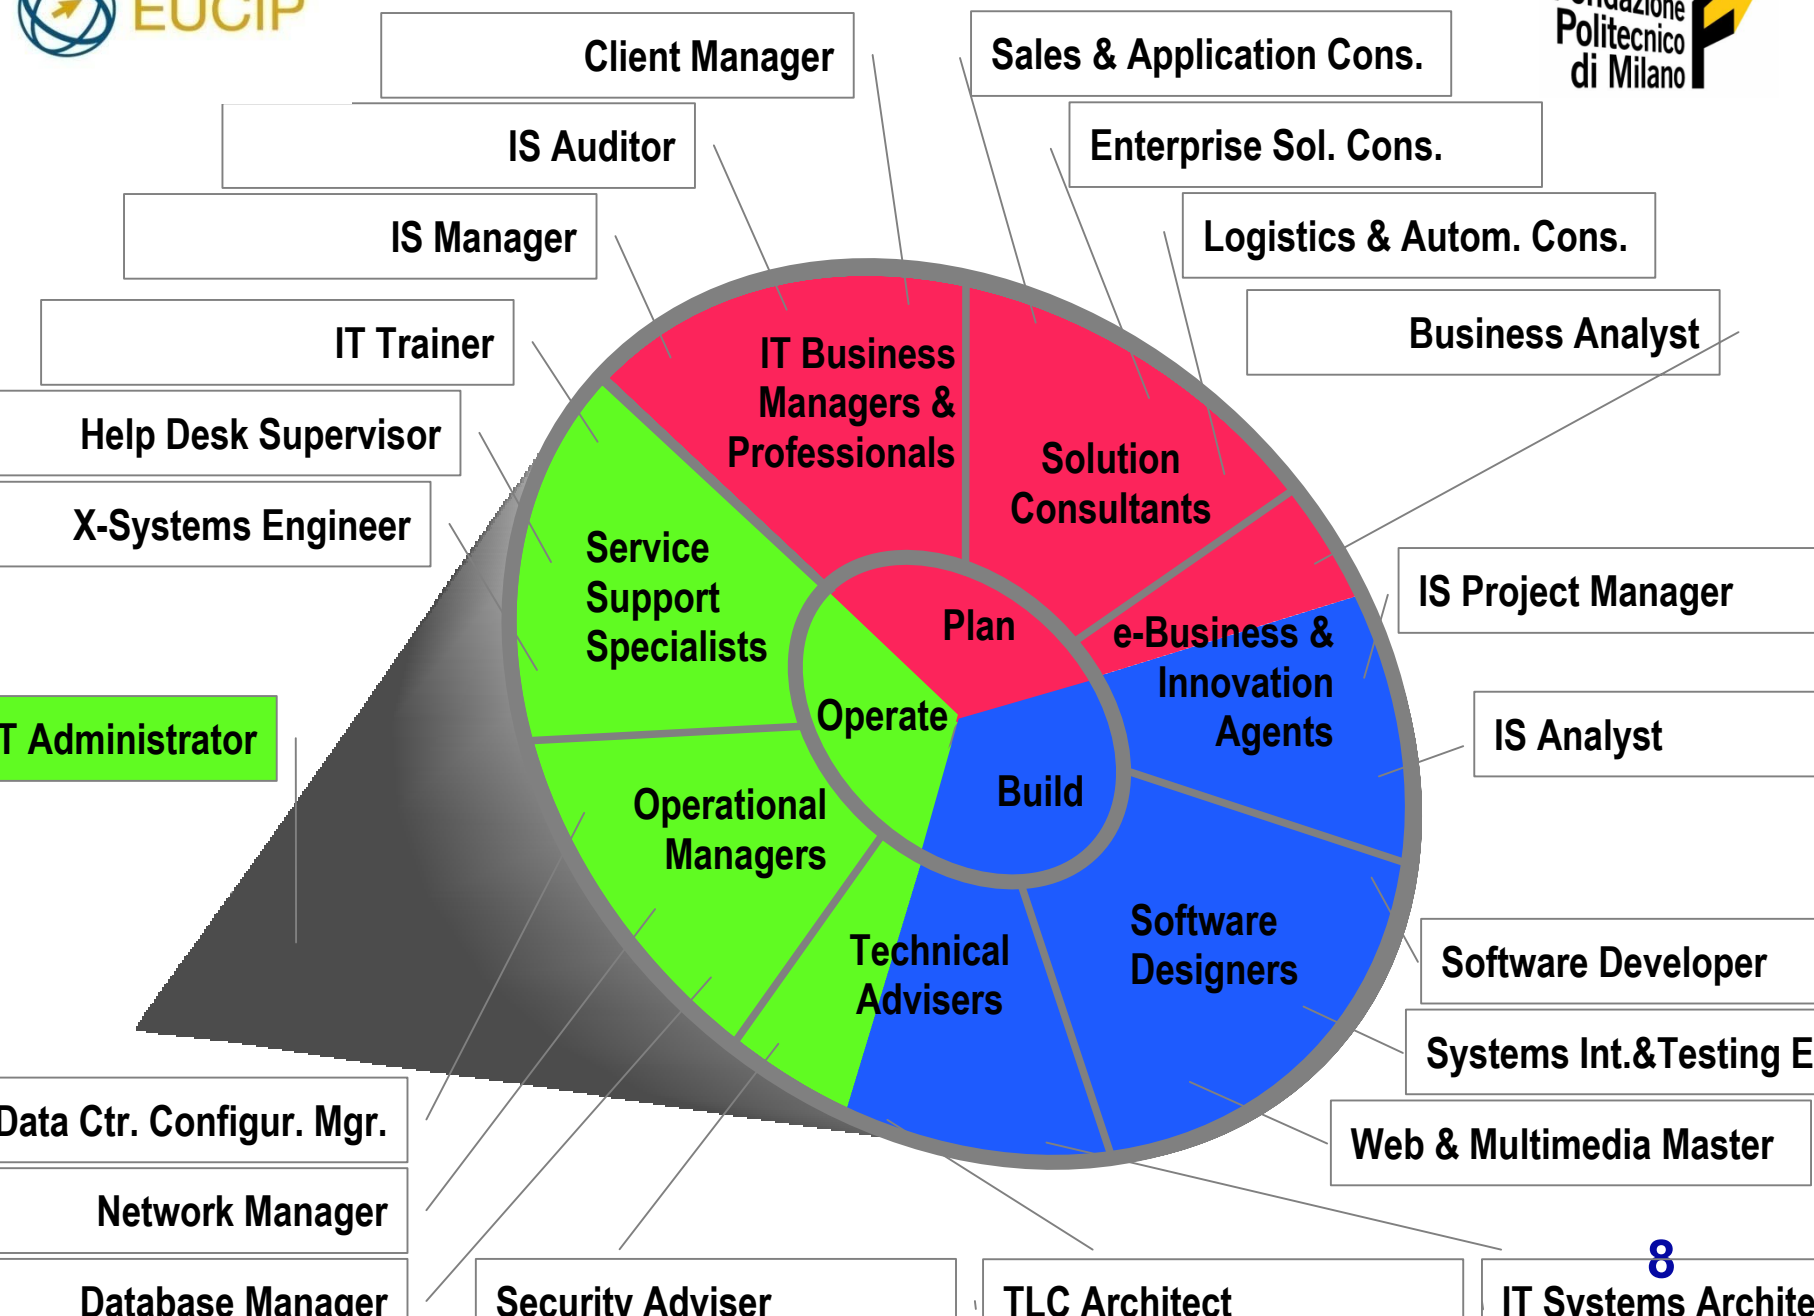 EUCIP
Fondazione
Politecnico
di Milano
Client Manager
Sales & Application Cons.
IS Auditor
Enterprise Sol. Cons.
IS Manager
Logistics & Autom. Cons.
IT Trainer
Business Analyst
Help Desk Supervisor
X-Systems Engineer
IT Business
Managers &
Professionals
Solution
Consultants
Service
Support
Specialists
Plan
e-Business &
Innovation
Agents
IS Project Manager
Operate
T Administrator
IS Analyst
Build
Operational
Managers
Software
Designers
Technical
Advisers
Software Developer
Systems Int.&Testing E
Data Ctr. Configur. Mgr.
Web & Multimedia Master
Network Manager
Database Manager
Security Adviser
TLC Architect
IT Systems Archite
8